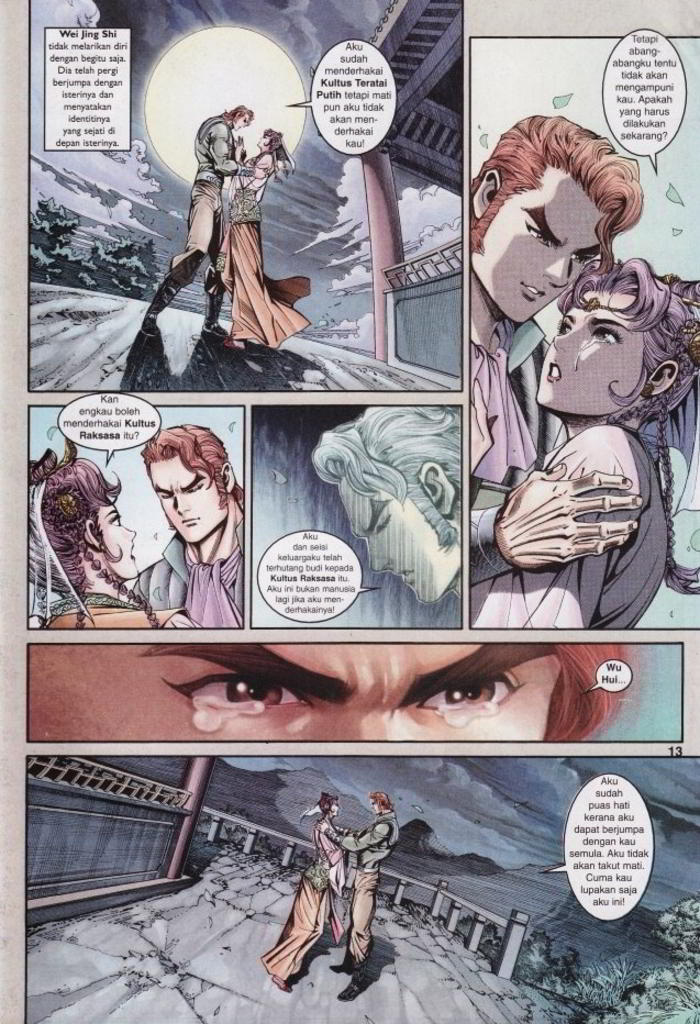 Wei Jing Shi
tidak melarikan diri
dengan begitu saja.
Dia telah pergi
berjumpa dengan
isterinya dan
menyatakan
identitinya
yang sejati di
depan isterinya.
Aku
sudah
menderhakai
Kultus Teratai
Putih tetapi mati
pun aku tidak
akan men-
derhakai
kau!
Tetapi
abang-
abangku tentu
tidak akan
mengampuni
kau. Apakah
yang harus
dilakukan
sekarang?
Kan
engkau boleh
menderhakai Kultus
Raksasa itu?
Aku
dan seisi
keluargaku telah
terhutang budi kepada
Kultus Raksasa itu.
Aku ini bukan manusia
lagi jika aku men-
derhakainya!
Wu
Hui...
13
Aku
sudah
puas hati
kerana aku
dapat berjumpa
dengan kau
semula. Aku tidak
akan takut mati.
Cuma kau
lupakan saja
aku ini!